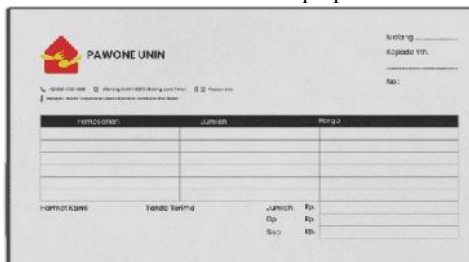 PAWONE UNIN
Malang
Kepada Yth.
No :
Pemesanan Jumlah Harga
Hormat Kami Tanda Terima Jumlah Rp.
Dp Rp.
Sisa Rp.